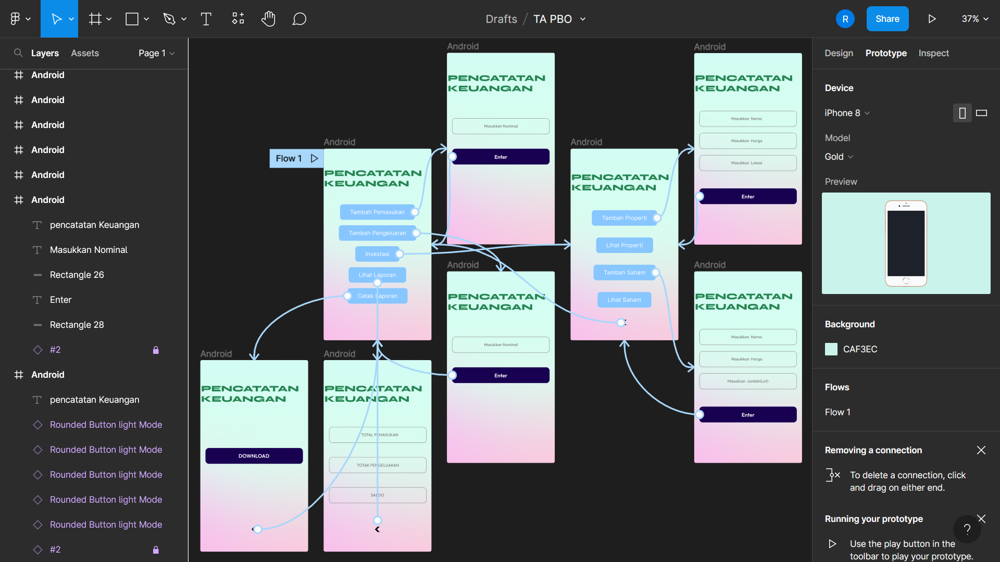 Drafts / TA PBO
R
Share
37%
Layers
Assets
Page 1
Android
Android
Android
Android
Android
Android
pencatatan Keuangan
Masukkan Nominal
Rectangle 26
Enter
Rectangle 28
#2
Android
pencatatan Keuangan
Rounded Button light Mode
Rounded Button light Mode
Rounded Button light Mode
Rounded Button light Mode
Rounded Button light Mode
#2
Flow 1
Android
PENCATATAN
KEUANGAN
Tambah Pemasukan
Tambah Pengeluaran
Investasi
Lihat Laporan
Cetak Laporan
Android
PENCATATAN
KEUANGAN
Masukkan Nominal
Enter
Android
PENCATATAN
KEUANGAN
Tambah Properti
Lihat Properti
Tambah Saham
Lihat Saham
Android
PENCATATAN
KEUANGAN
Masukkan Nama
Masukkan Harga
Masukkan Lokasi
Enter
Android
PENCATATAN
KEUANGAN
DOWNLOAD
Android
PENCATATAN
KEUANGAN
TOTAL PEMASUKAN
TOTAK PENGELUARAN
SALDO
Android
PENCATATAN
KEUANGAN
Masukkan Nominal
Enter
Android
PENCATATAN
KEUANGAN
Masukkan Nama
Masukkan Harga
Masukkan Jumlah(Lot)
Enter
Design
Prototype
Inspect
Device
iPhone 8
Model
Gold
Preview
Background
CAF3EC
Flows
Flow 1
Removing a connection
To delete a connection, click
and drag on either end.
Running your prototype
?
Use the play button in the
toolbar to play your prototype.